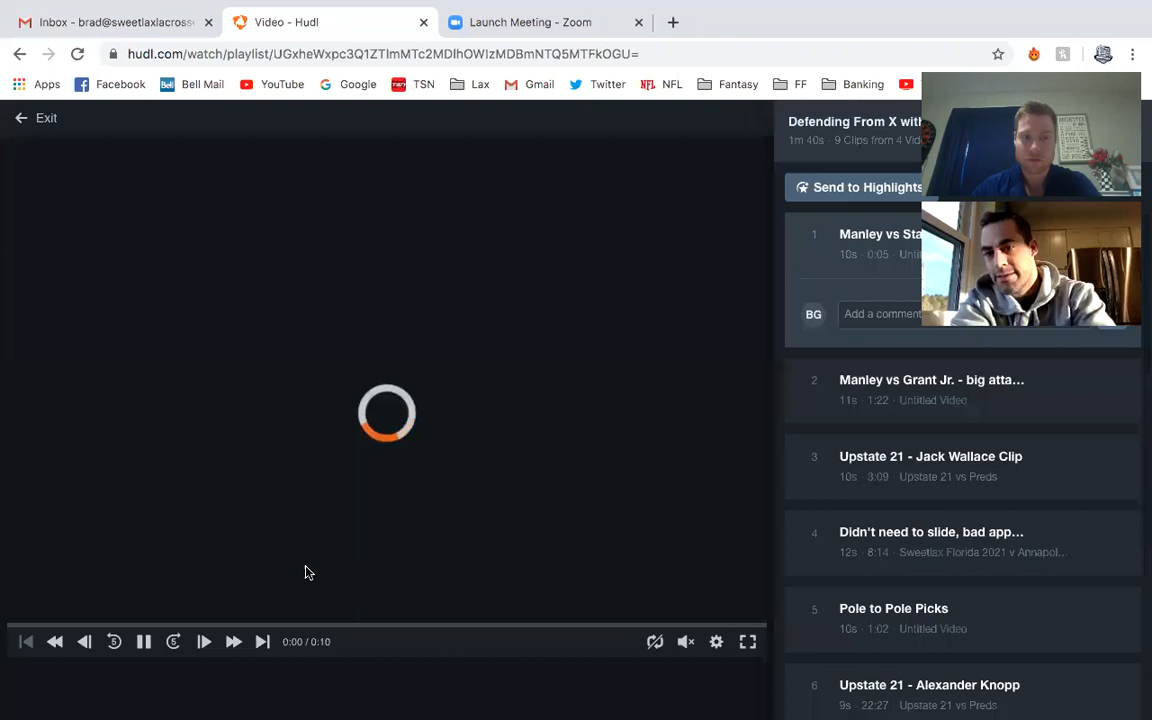 Inbox - brad@sweetlaxlacross
Video - Hudl
Launch Meeting - Zoom
hudl.com/watch/playlist/UGxheWxpc3Q1ZTlmMTc2MDlhOWIzMDBmNTQ5MTFkOGU=
Apps
Facebook
Bell
Bell Mail
YouTube
Google
TSN
Lax
Gmail
Twitter
NFL
Fantasy
FF
Banking
Exit
Defending From X with
1m 40s · 9 Clips from 4 Vide
Send to Highlights
1
Manley vs Sta
10s · 0:05 · Unti
BG
Add a comment
2
Manley vs Grant Jr. - big atta...
11s · 1:22 · Untitled Video
3
Upstate 21 - Jack Wallace Clip
10s · 3:09 · Upstate 21 vs Preds
4
Didn't need to slide, bad app...
12s · 8:14 · Sweetlax Florida 2021 v Annapol...
5
Pole to Pole Picks
10s · 1:02 · Untitled Video
6
Upstate 21 - Alexander Knopp
9s · 22:27 · Upstate 21 vs Preds
5
5
0:00 / 0:10